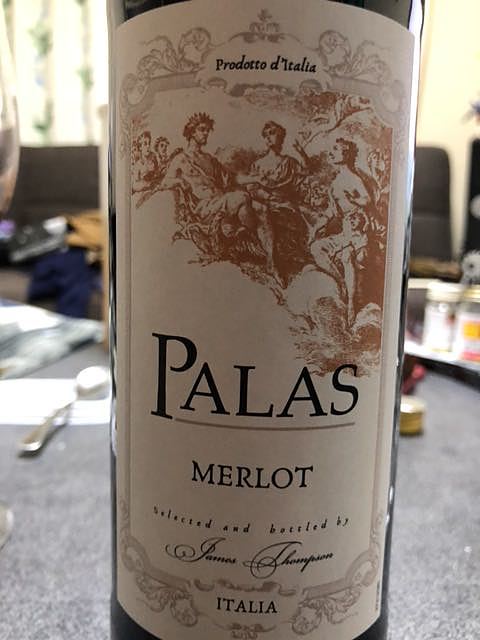 Prodotto d'Italia
PALAS
MERLOT
Selected and bottled by
James Thompson
ITALIA